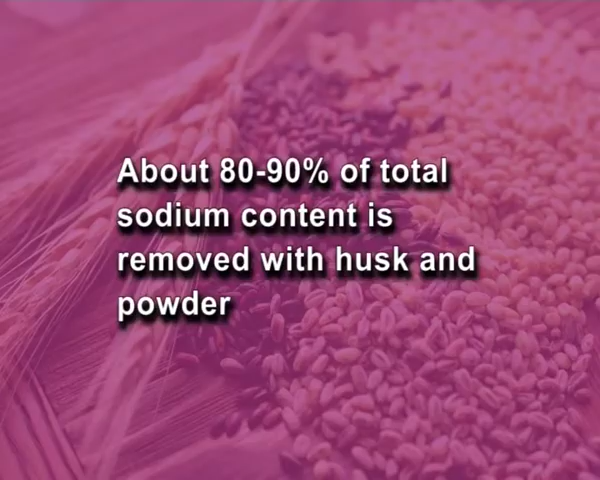 About 80-90% of total
sodium content is
removed with husk and
powder